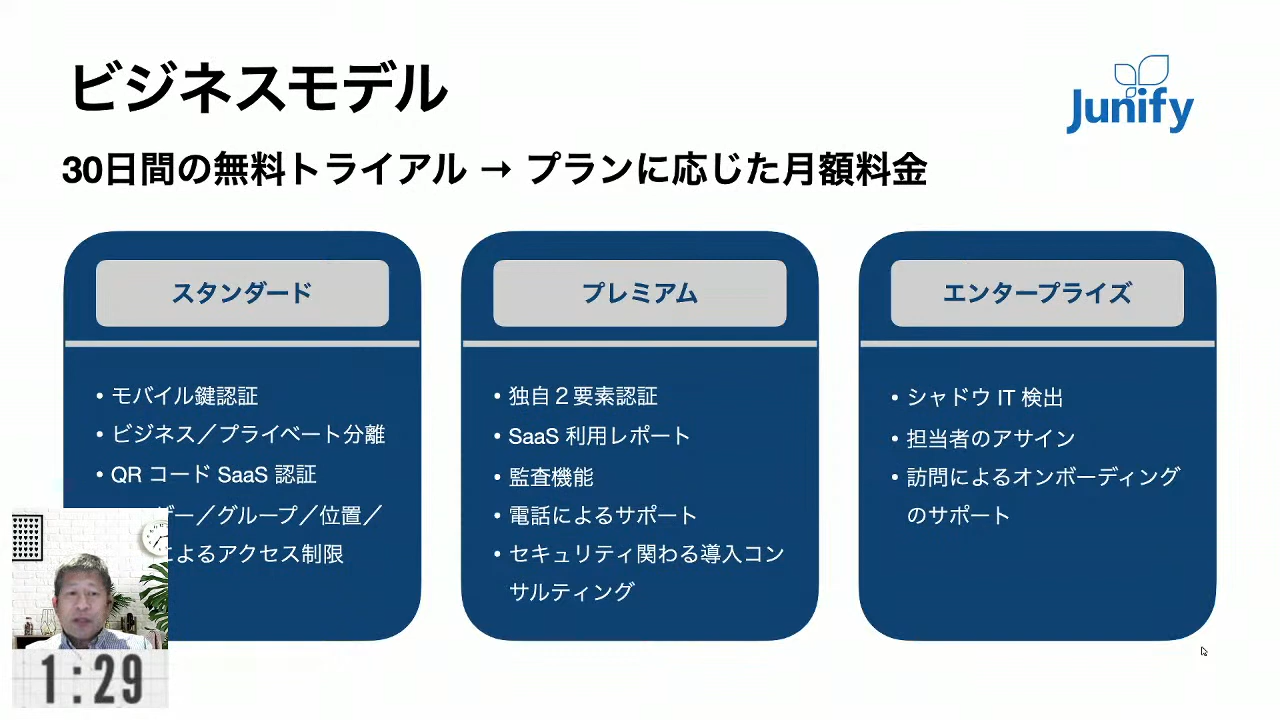 ビジネスモデル
Junify
30日間の無料トライアル → プランに応じた月額料金
スタンダード
• モバイル鍵認証
• ビジネス／プライベート分離
• QR コード SaaS 認証
ー／グループ／位置／
によるアクセス制限
プレミアム
• 独自２要素認証
• SaaS 利用レポート
• 監査機能
• 電話によるサポート
• セキュリティ関わる導入コン
サルティング
エンタープライズ
• シャドウ IT 検出
• 担当者のアサイン
• 訪問によるオンボーディング
のサポート
1:29